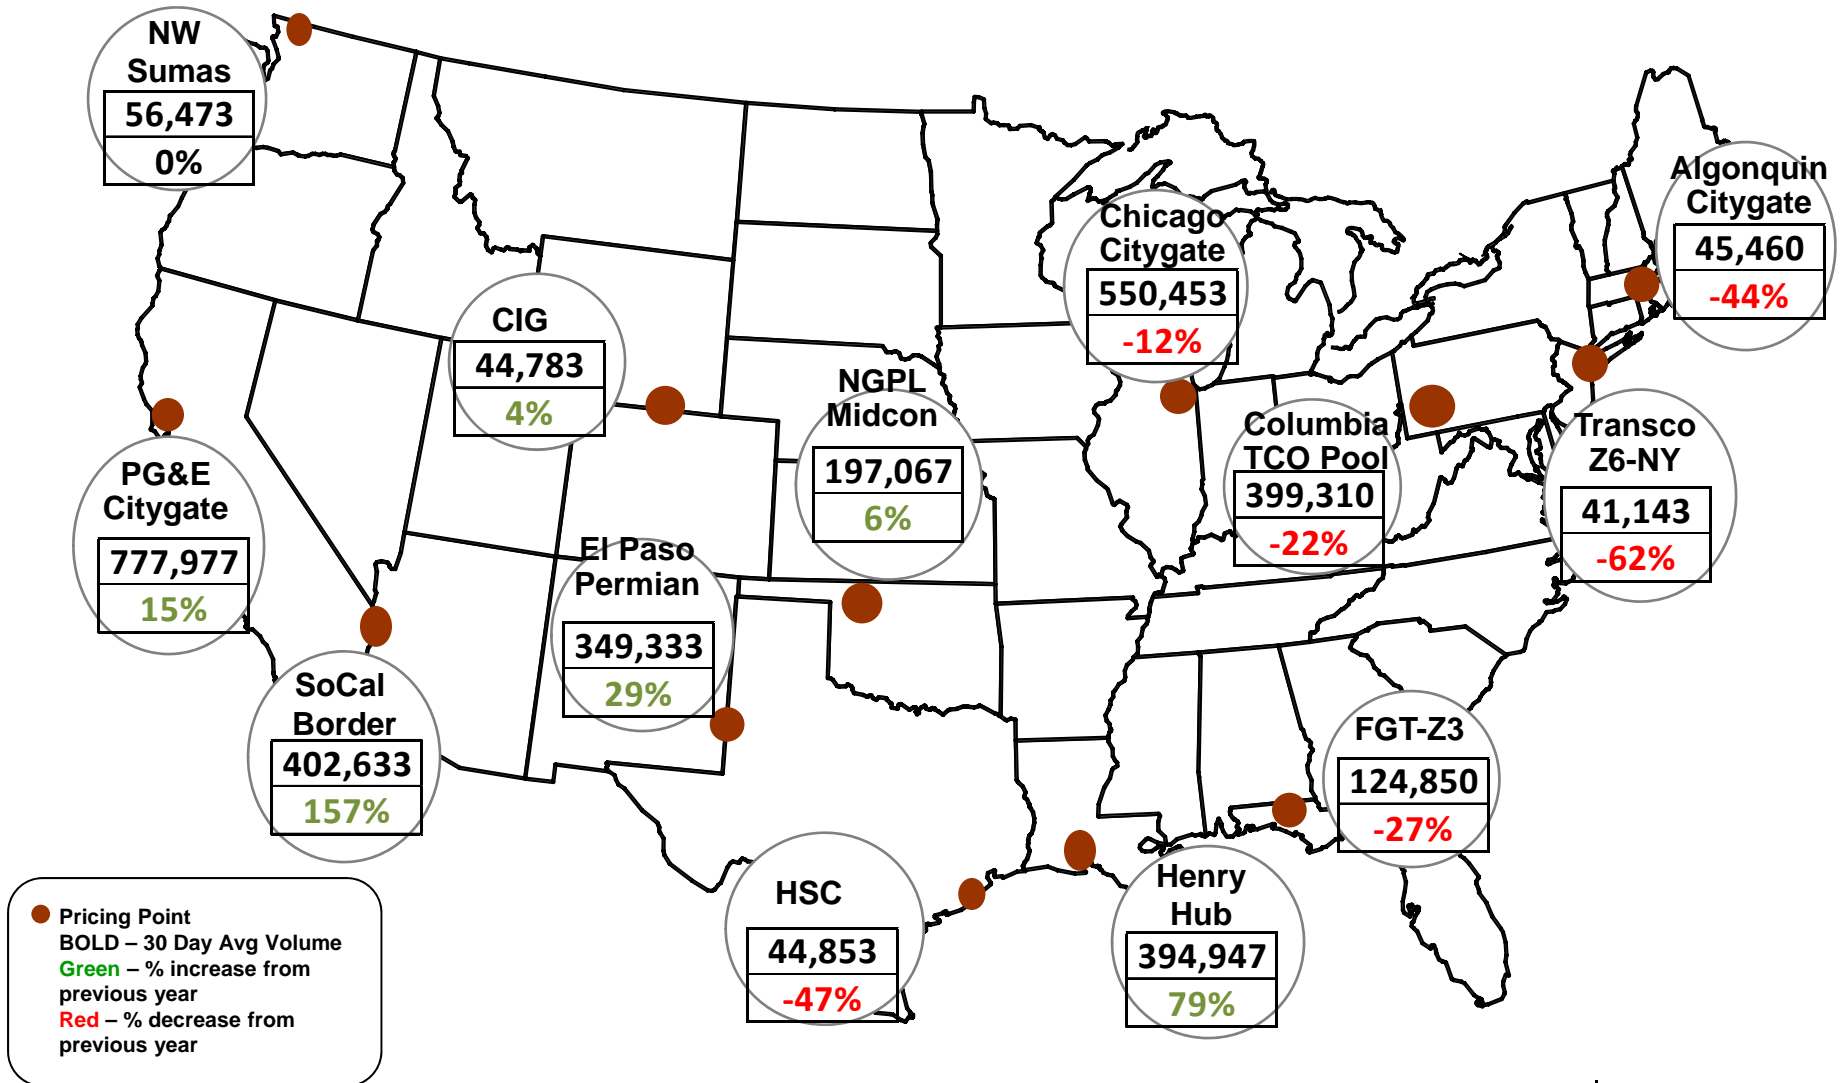 NW
Sumas
56,473
0%
Algonquin
Citygate
45,460
-44%
Chicago
Citygate
550,453
-12%
CIG
44,783
4%
NGPL
Midcon
197,067
6%
Columbia
TCO Pool
399,310
-22%
Transco
Z6-NY
41,143
-62%
PG&E
Citygate
777,977
15%
El Paso
Permian
349,333
29%
SoCal
Border
402,633
157%
FGT-Z3
124,850
-27%
HSC
44,853
-47%
Henry
Hub
394,947
79%
Pricing Point
BOLD – 30 Day Avg Volume
Green – % increase from
previous year
Red – % decrease from
previous year